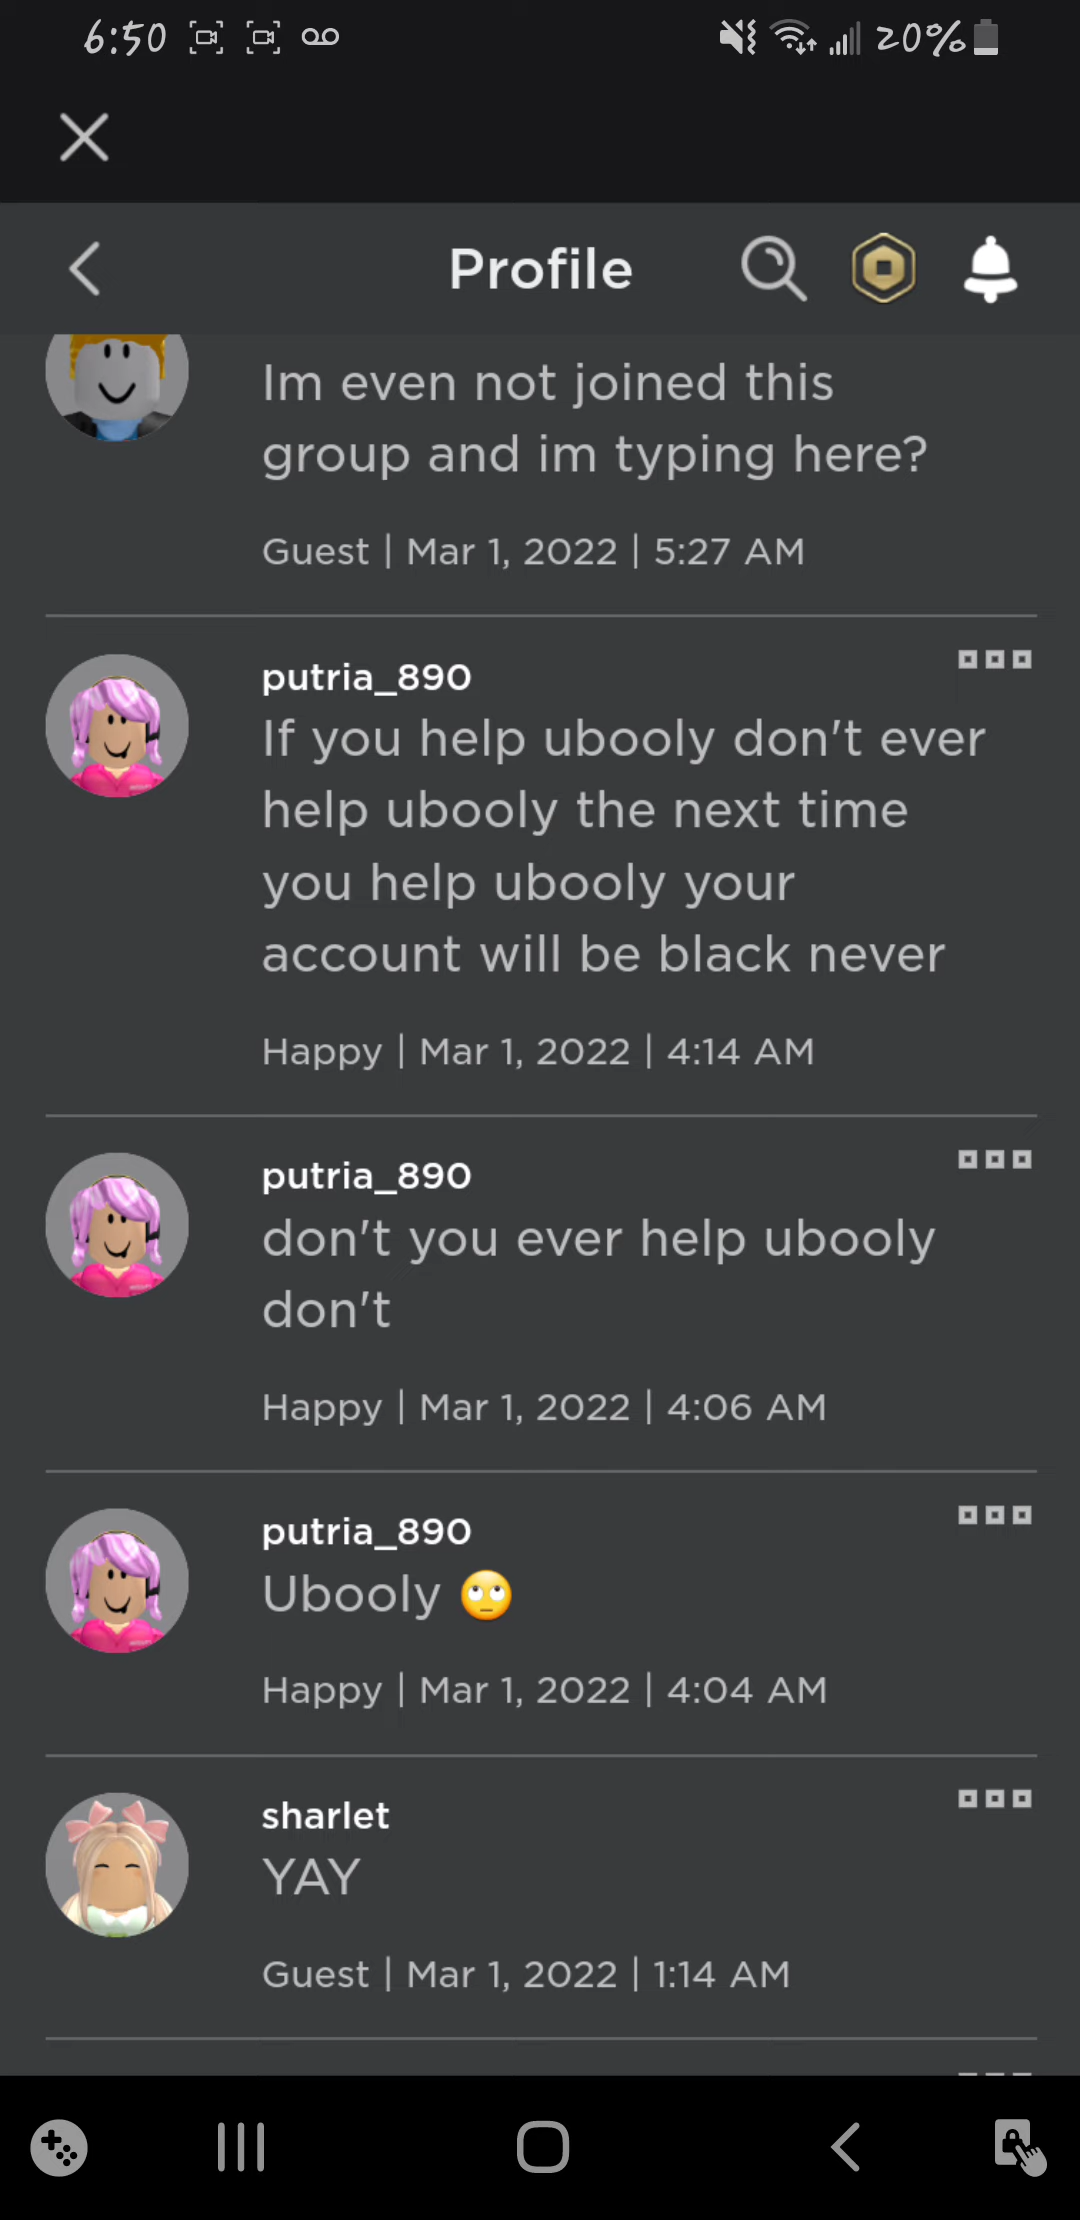 6:50 20%
Profile
Im even not joined this
group and im typing here?
Guest | Mar 1, 2022 | 5:27 AM
putria_890
If you help ubooly don't ever
help ubooly the next time
you help ubooly your
account will be black never
Happy | Mar 1, 2022 | 4:14 AM
putria_890
don't you ever help ubooly
don't
Happy | Mar 1, 2022 | 4:06 AM
putria_890
Ubooly 🙄
Happy | Mar 1, 2022 | 4:04 AM
sharlet
YAY
Guest | Mar 1, 2022 | 1:14 AM